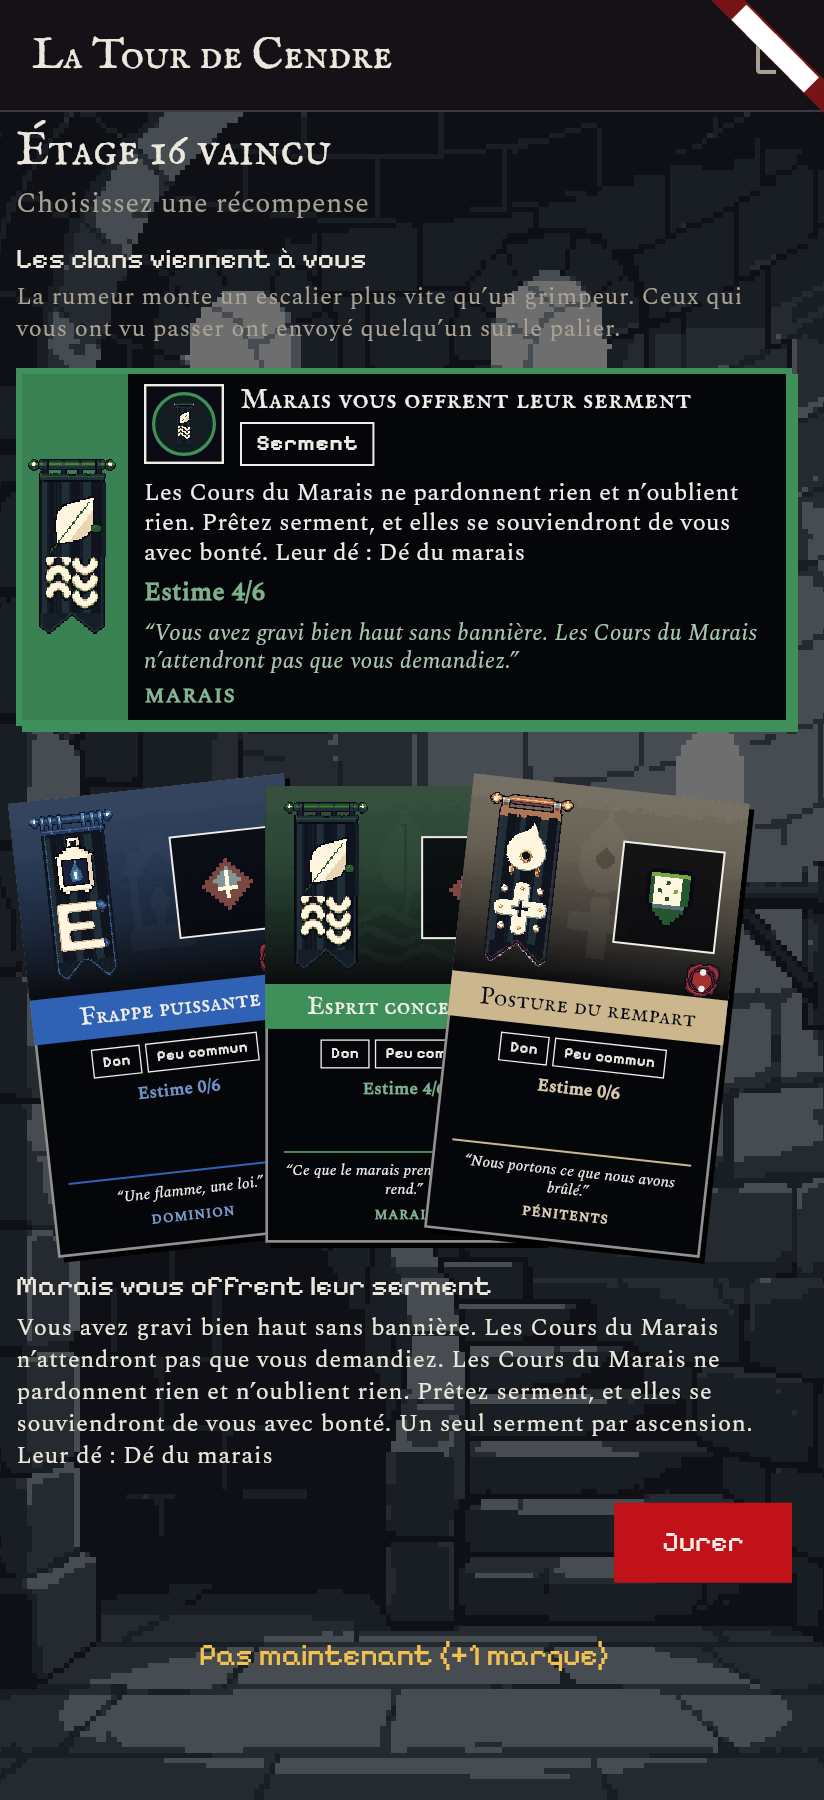 La Tour de Cendre
Étage 16 vaincu
Choisissez une récompense
Les clans viennent à vous
La rumeur monte un escalier plus vite qu’un grimpeur. Ceux qui
vous ont vu passer ont envoyé quelqu’un sur le palier.
Marais vous offrent leur serment
Serment
Les Cours du Marais ne pardonnent rien et n’oublient
rien. Prêtez serment, et elles se souviendront de vous
avec bonté. Leur dé : Dé du marais
Estime 4/6
“Vous avez gravi bien haut sans bannière. Les Cours du Marais
n’attendront pas que vous demandiez.”
MARAIS
Frappe puissante
Don
Peu commun
Estime 0/6
“Une flamme, une loi.”
DOMINION
Esprit conce
Don
Peu com
Estime 4/6
“Ce que le marais pren
rend.”
MARAI
Posture du rempart
Don
Peu commun
Estime 0/6
“Nous portons ce que nous avons
brûlé.”
PÉNITENTS
Marais vous offrent leur serment
Vous avez gravi bien haut sans bannière. Les Cours du Marais
n’attendront pas que vous demandiez. Les Cours du Marais ne
pardonnent rien et n’oublient rien. Prêtez serment, et elles se
souviendront de vous avec bonté. Un seul serment par ascension.
Leur dé : Dé du marais
Jurer
Pas maintenant (+1 marque)